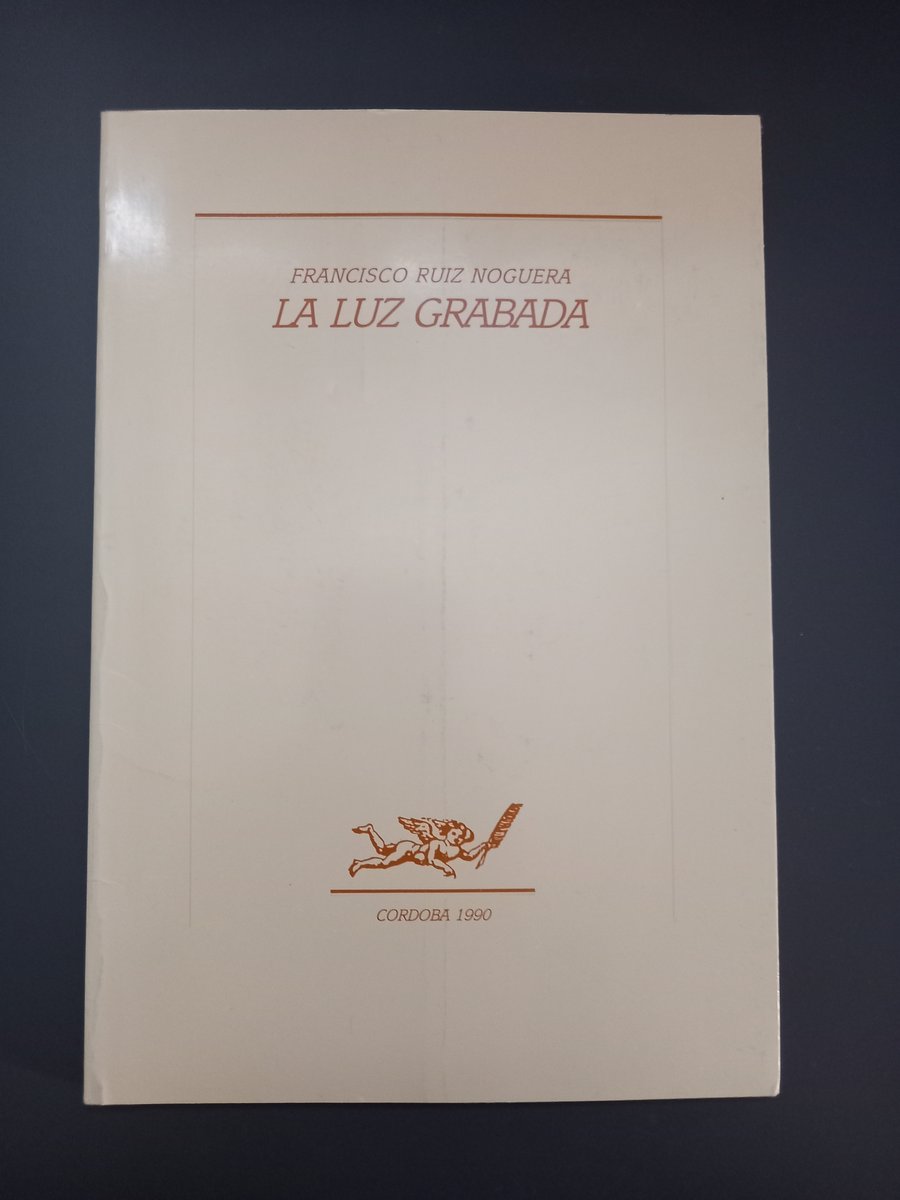 FRANCISCO RUIZ NOGUERA
LA LUZ GRABADA
CORDOBA 1990